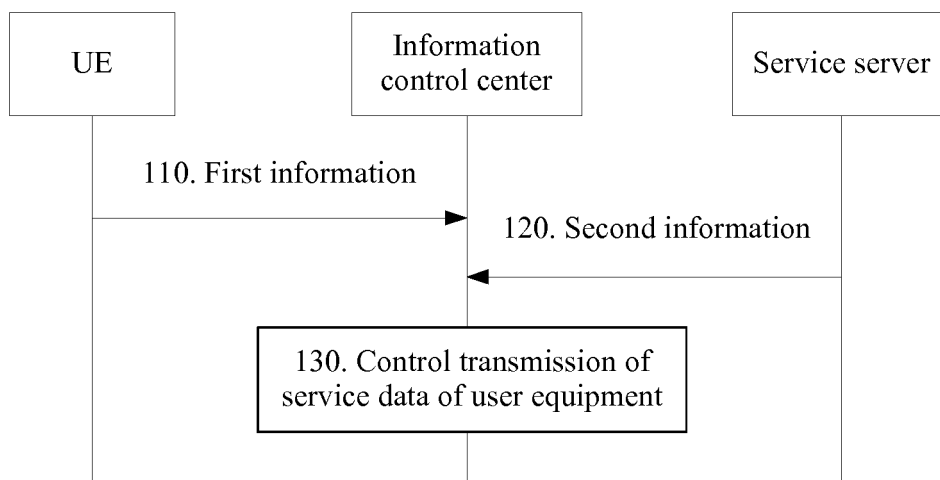 UE
Information
control center
Service server
110. First information
120. Second information
130. Control transmission of
service data of user equipment